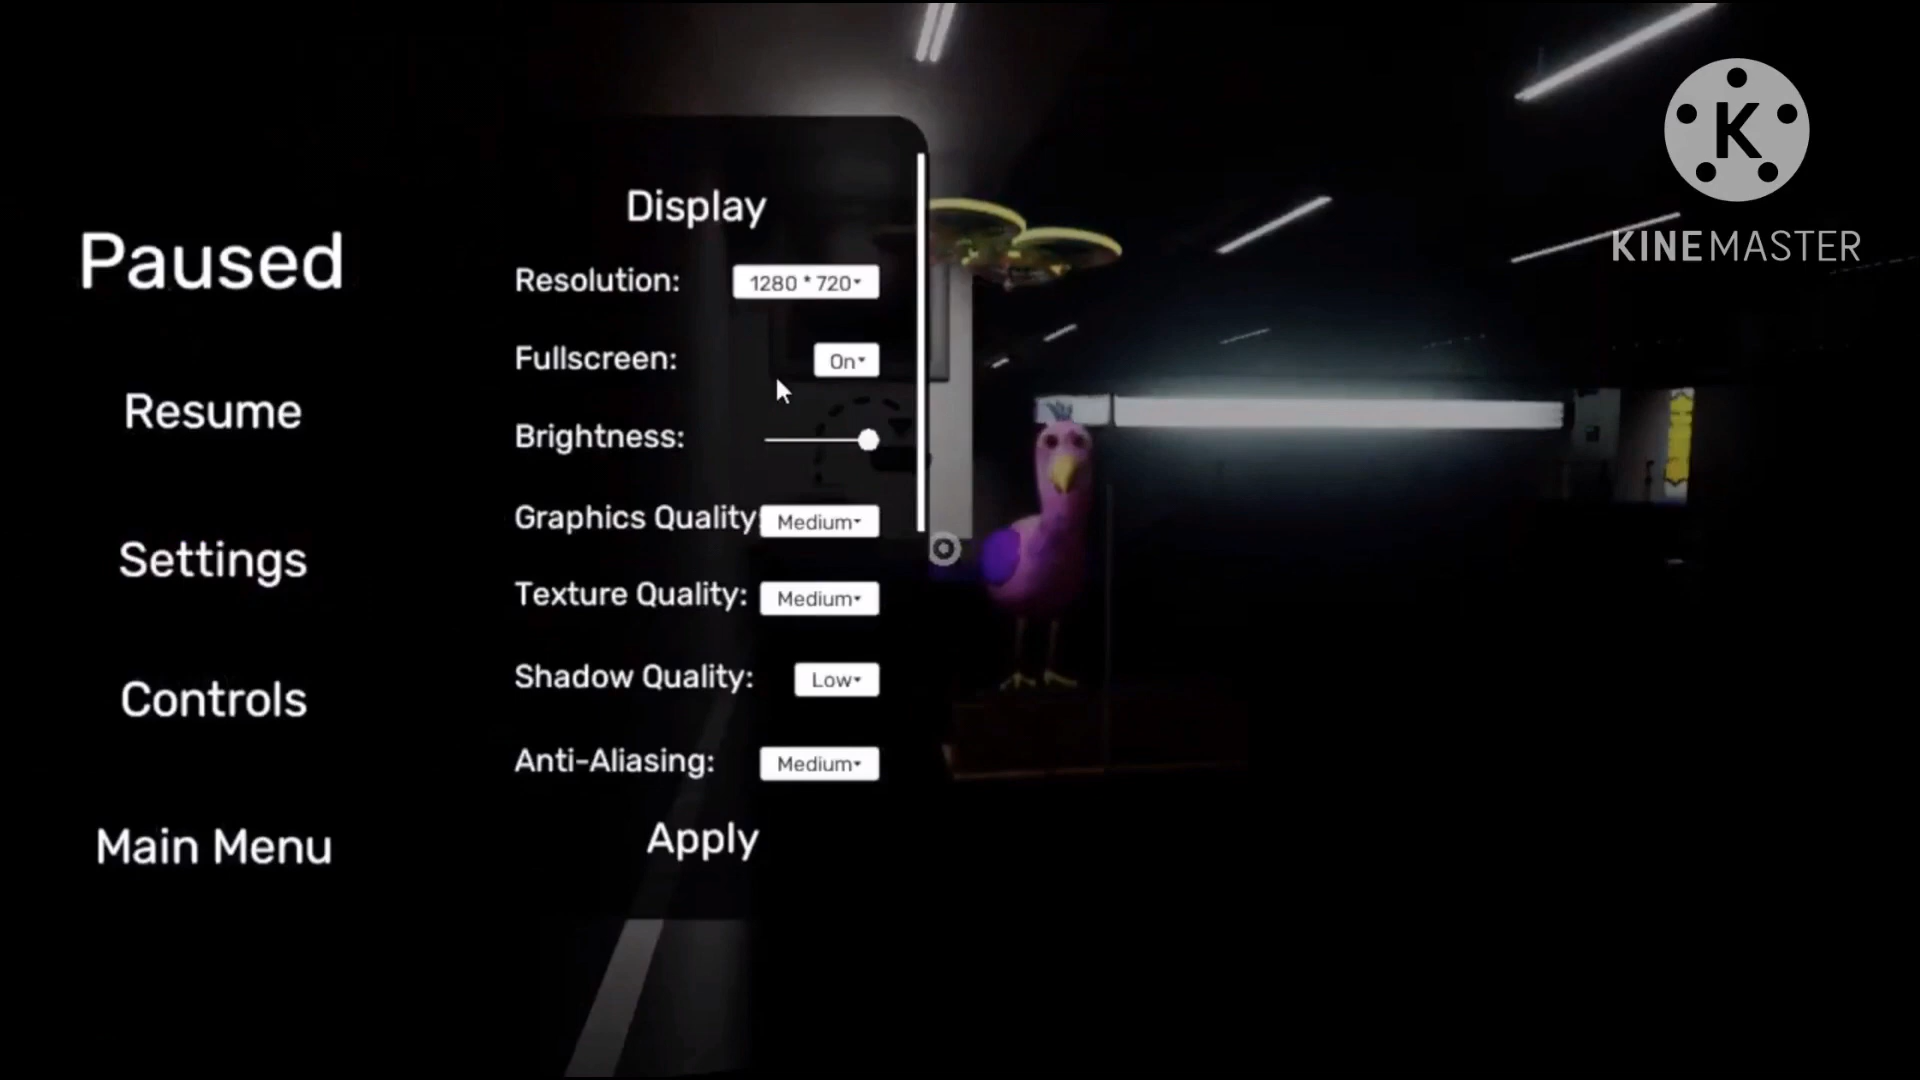 Paused
Resume
Settings
Controls
Main Menu
Display
Resolution: 1280 * 720
Fullscreen: On
Brightness:
Graphics Quality: Medium
Texture Quality: Medium
Shadow Quality: Low
Anti-Aliasing: Medium
Apply
K
KINEMASTER